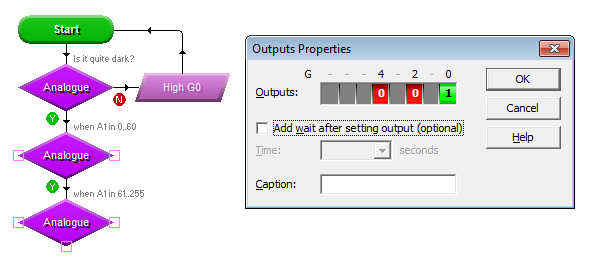 Start
Is it quite dark?
Analogue
N
High G0
Y
when A1 in 0..60
Analogue
Y
when A1 in 61..255
Analogue
Outputs Properties
G - - - 4 - 2 - 0
Outputs: 0 0 1
OK
Add wait after setting output (optional)
Cancel
Time: seconds
Help
Caption: